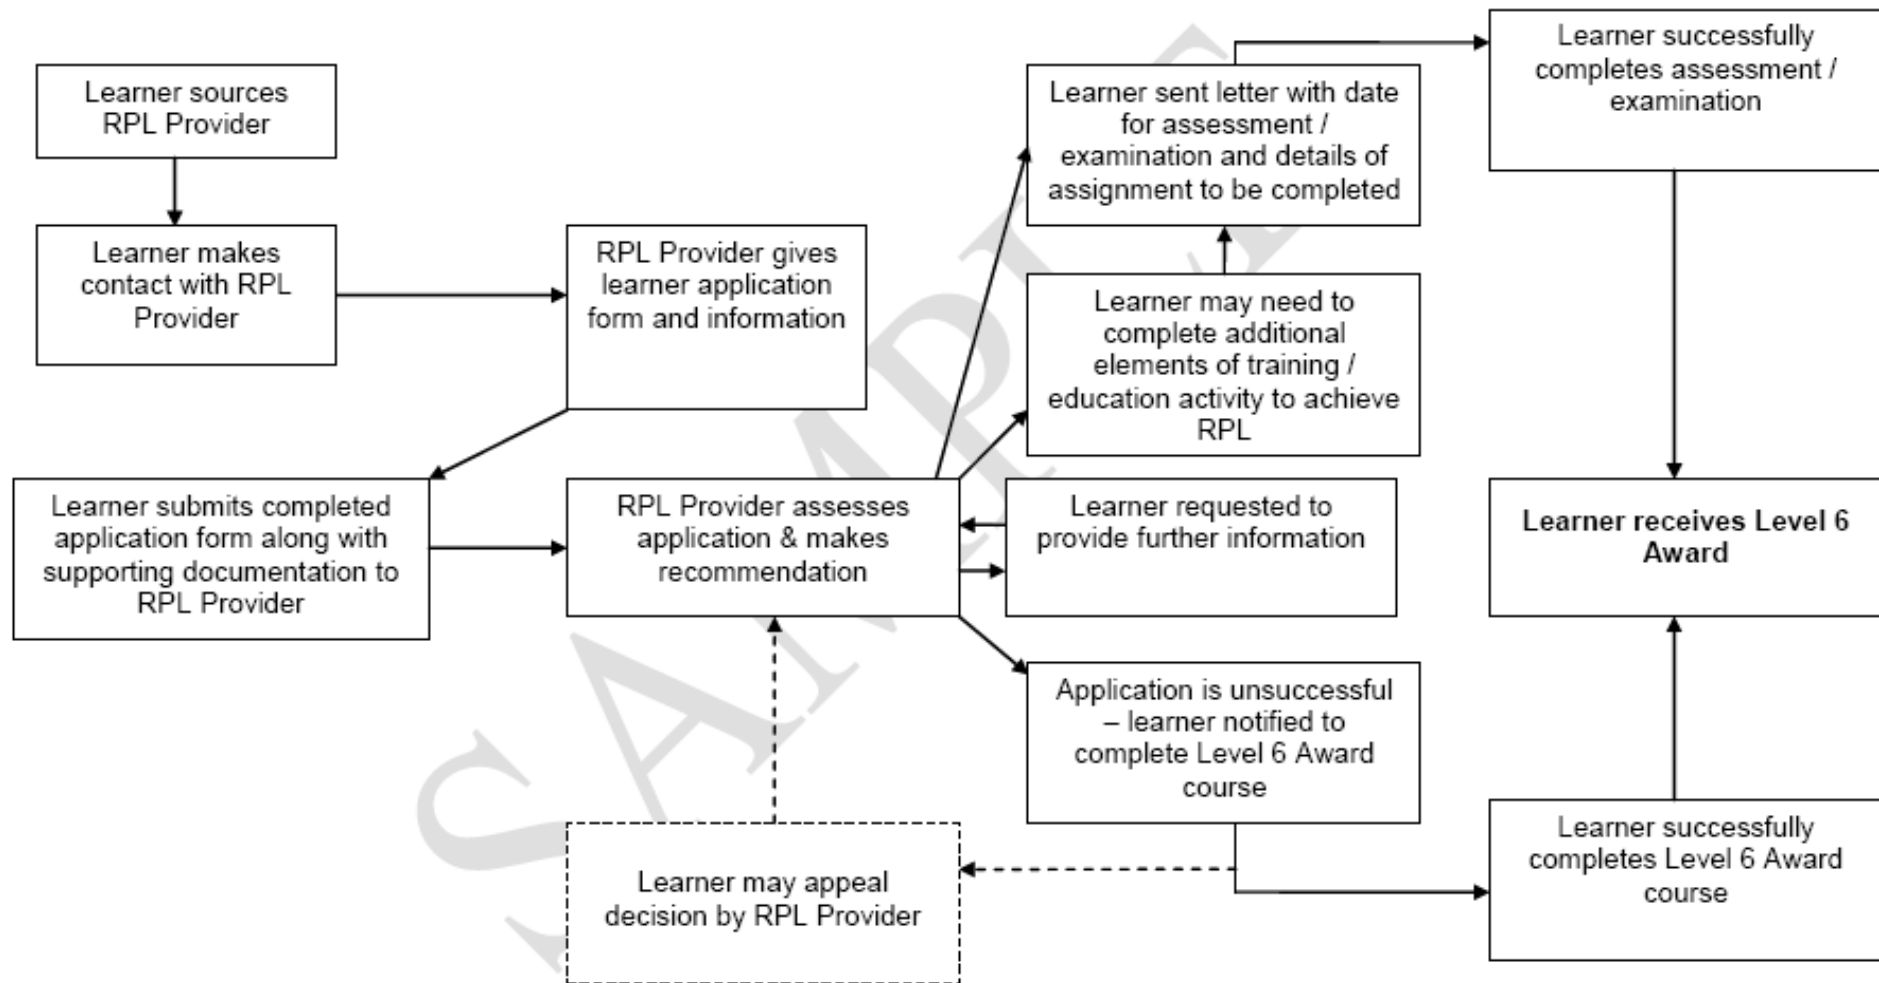 Learner sources
RPL Provider
Learner makes
contact with RPL
Provider
RPL Provider gives
learner application
form and information
Learner submits completed
application form along with
supporting documentation to
RPL Provider
RPL Provider assesses
application & makes
recommendation
Learner sent letter with date
for assessment /
examination and details of
assignment to be completed
Learner may need to
complete additional
elements of training /
education activity to achieve
RPL
Learner requested to
provide further information
Application is unsuccessful
– learner notified to
complete Level 6 Award
course
Learner may appeal
decision by RPL Provider
Learner successfully
completes assessment /
examination
Learner receives Level 6
Award
Learner successfully
completes Level 6 Award
course
SAMPLE